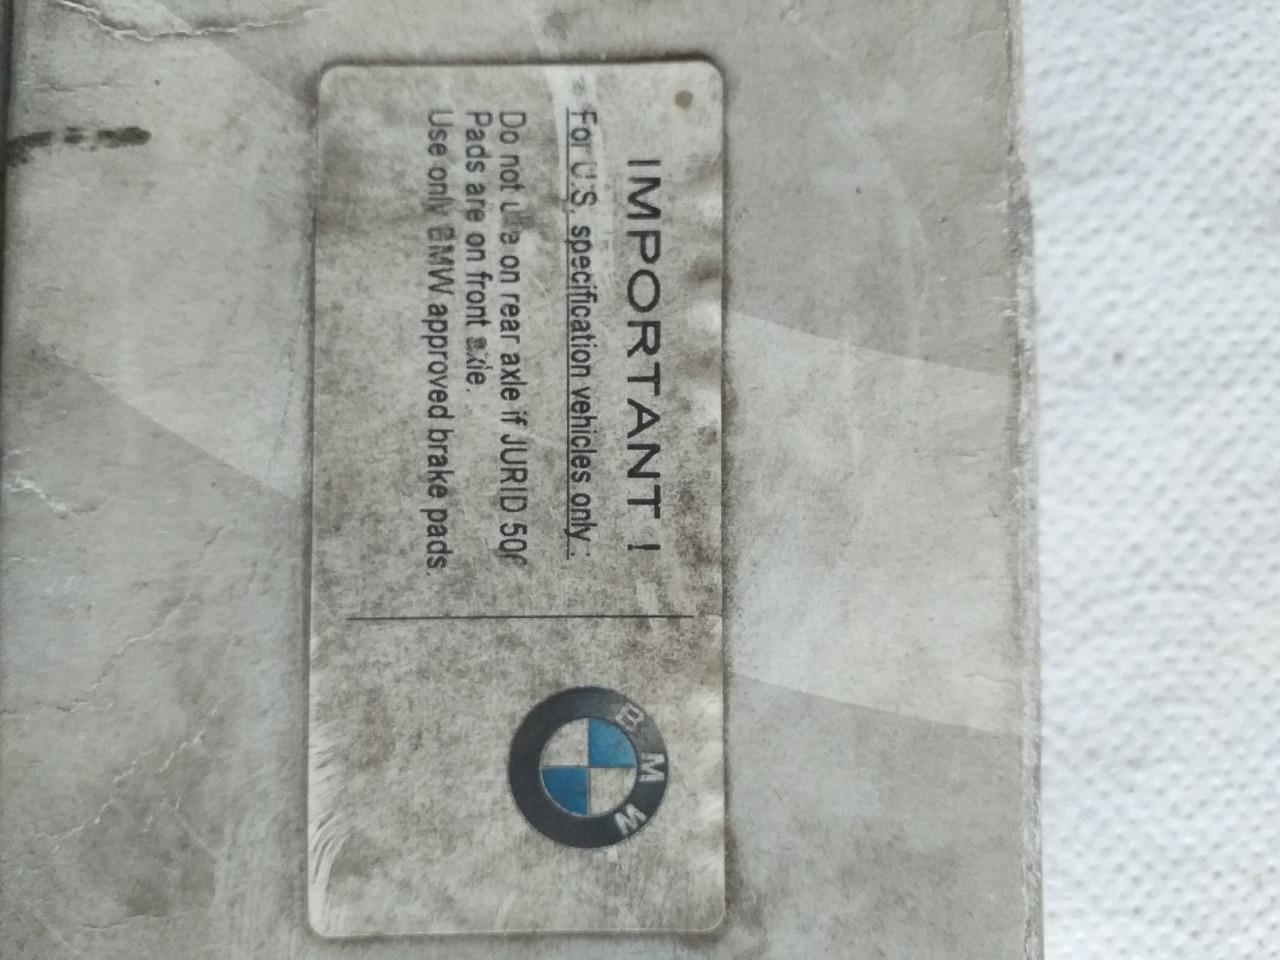 IMPORTANT !
For U.S. specification vehicles only :
Do not use on rear axle if JURID
Pads are on front axle.
Use only BMW approved brake pads.
BMW